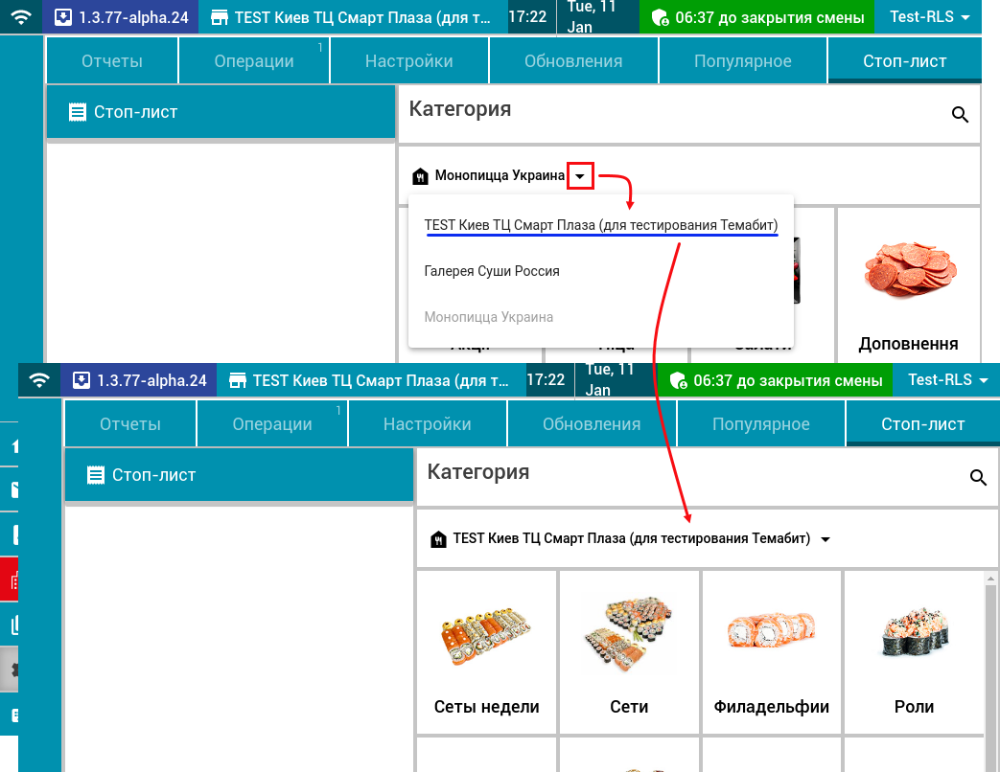 1.3.77-alpha.24
TEST Киев ТЦ Смарт Плаза (для т...
17:22
Tue, 11
Jan
06:37 до закрытия смены
Test-RLS
Отчеты
Операции
1
Настройки
Обновления
Популярное
Стоп-лист
Стоп-лист
Категория
Монопицца Украина
TEST Киев ТЦ Смарт Плаза (для тестирования Темабит)
Галерея Суши Россия
Монопицца Украина
Доповнення
1.3.77-alpha.24
TEST Киев ТЦ Смарт Плаза (для т...
17:22
Tue, 11
Jan
06:37 до закрытия смены
Test-RLS
Отчеты
Операции
1
Настройки
Обновления
Популярное
Стоп-лист
Стоп-лист
Категория
TEST Киев ТЦ Смарт Плаза (для тестирования Темабит)
Сеты недели
Сети
Филадельфии
Роли